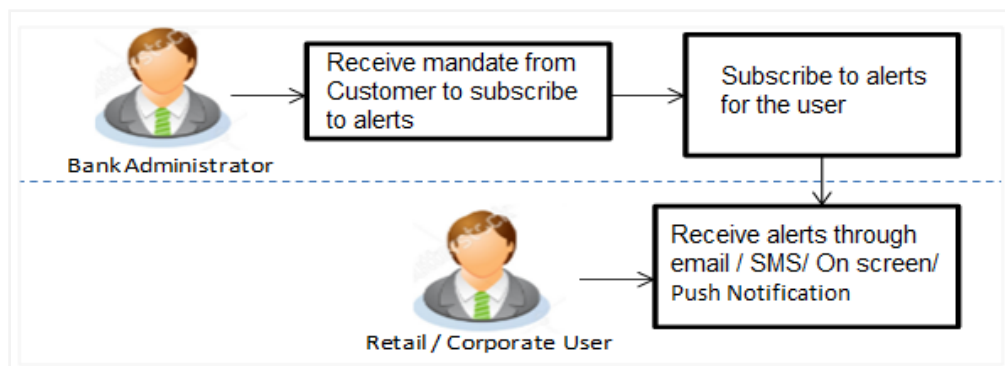 Receive mandate from
Customer to subscribe
to alerts
Subscribe to alerts
for the user
Bank Administrator
Receive alerts through
email / SMS/ On screen/
Push Notification
Retail / Corporate User